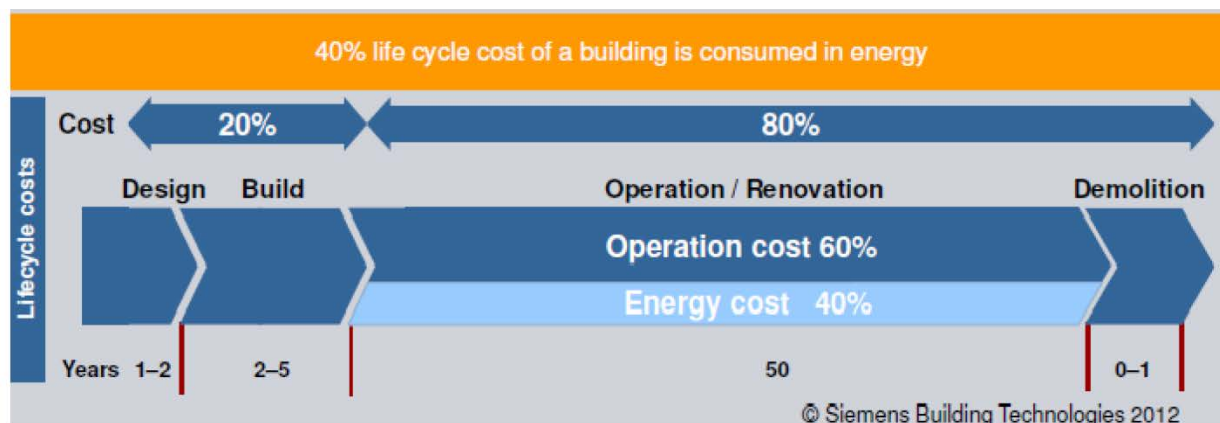 40% life cycle cost of a building is consumed in energy
Lifecycle costs
Cost 20% 80%
Design Build Operation / Renovation Demolition
Operation cost 60%
Energy cost 40%
Years 1–2 2–5 50 0–1
© Siemens Building Technologies 2012